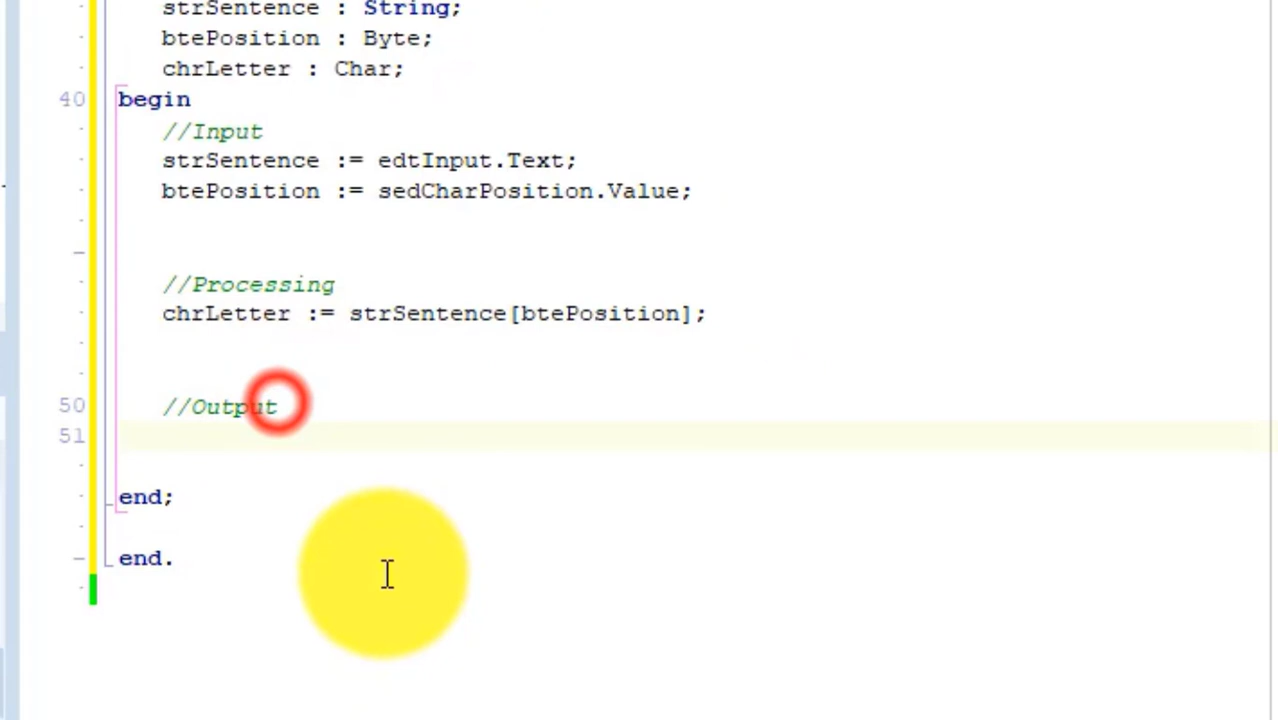 strSentence : String;
btePosition : Byte;
chrLetter : Char;
40 begin
//Input
strSentence := edtInput.Text;
btePosition := sedCharPosition.Value;
//Processing
chrLetter := strSentence[btePosition];
50 //Output
51
end;
end.